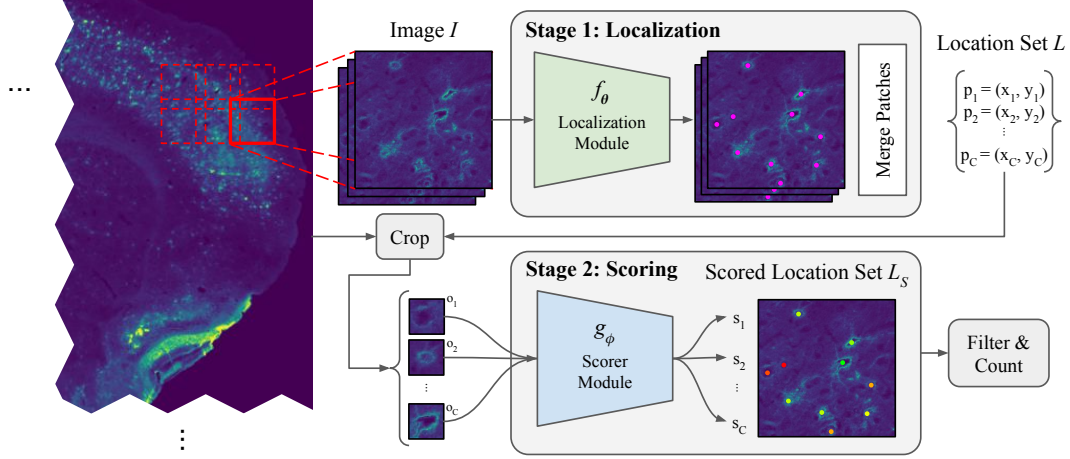 ...
Image I
Stage 1: Localization
Location Set L
f_θ
Localization
Module
Merge Patches
p_1 = (x_1, y_1)
p_2 = (x_2, y_2)
⋮
p_C = (x_C, y_C)
Crop
Stage 2: Scoring
Scored Location Set L_S
o_1
o_2
⋮
o_C
g_ϕ
Scorer
Module
s_1
s_2
⋮
s_C
Filter &
Count
⋮